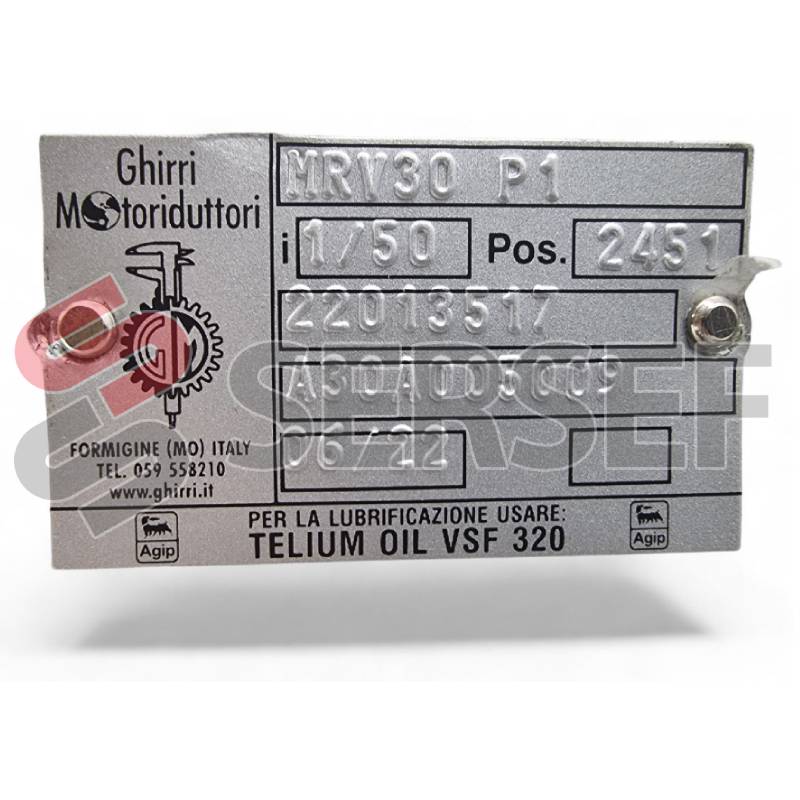 Ghirri
Motoriduttori
MRV30 P1
i 1/50 Pos. 2451
22013517
A30A003009
06/22
GM
FORMIGINE (MO) ITALY
TEL. 059 558210
www.ghirri.it
SERSEF
PER LA LUBRIFICAZIONE USARE:
TELIUM OIL VSF 320
Agip
Agip